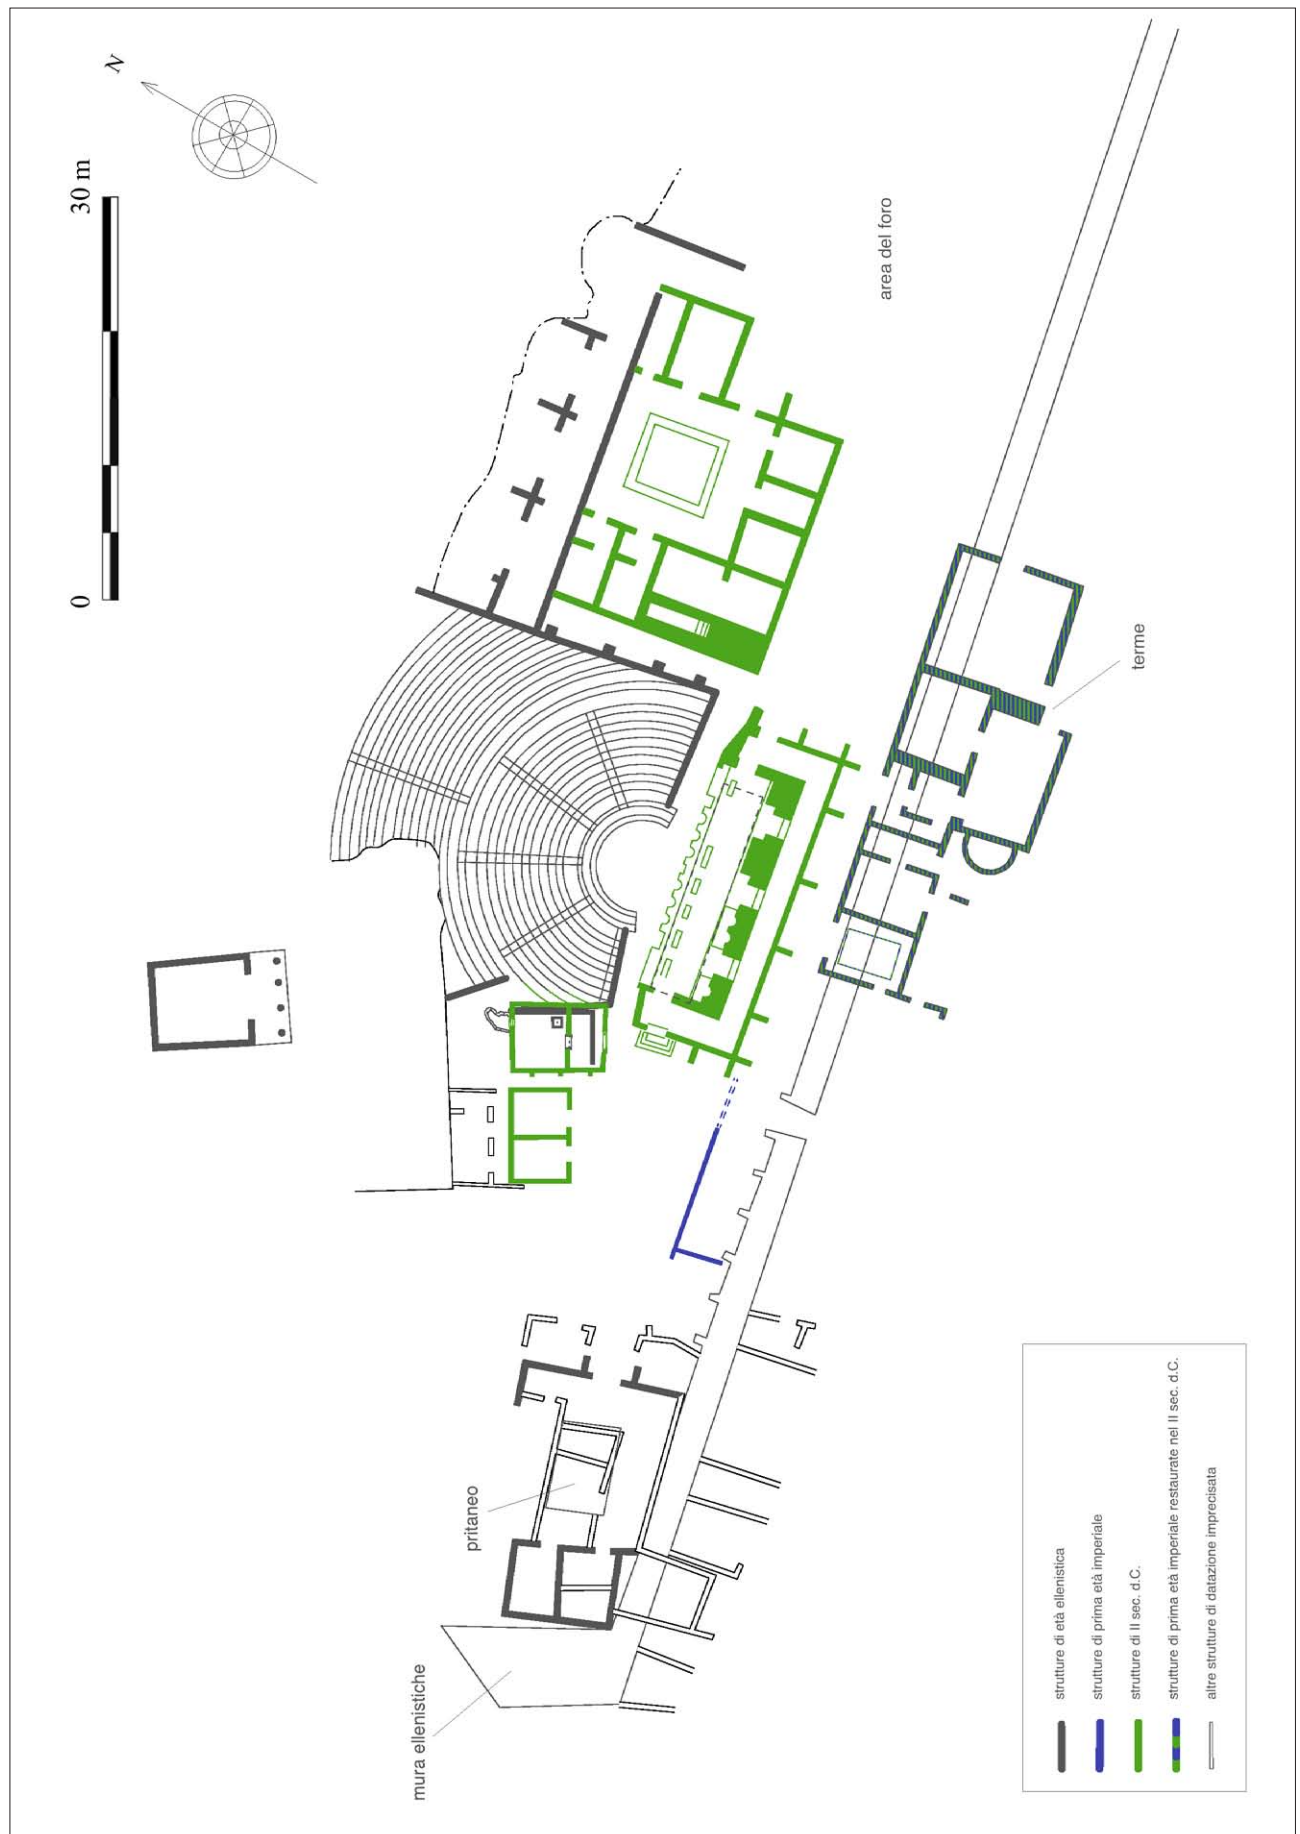 N
0
30 m
area del foro
terme
pritaneo
mura ellenistiche
strutture di età ellenistica
strutture di prima età imperiale
strutture di II sec. d.C.
strutture di prima età imperiale restaurate nel II sec. d.C.
altre strutture di datazione imprecisata